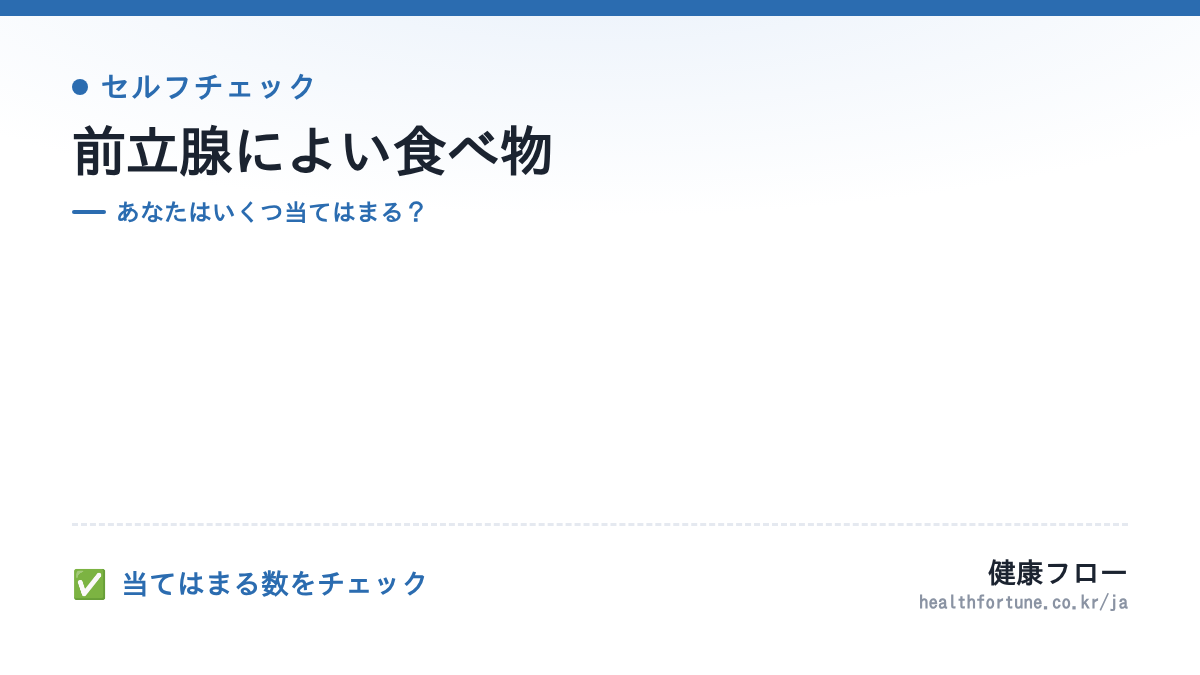 セルフチェック
前立腺によい食べ物
あなたはいくつ当てはまる？
✅ 当てはまる数をチェック
健康フロー
healthfortune.co.kr/ja